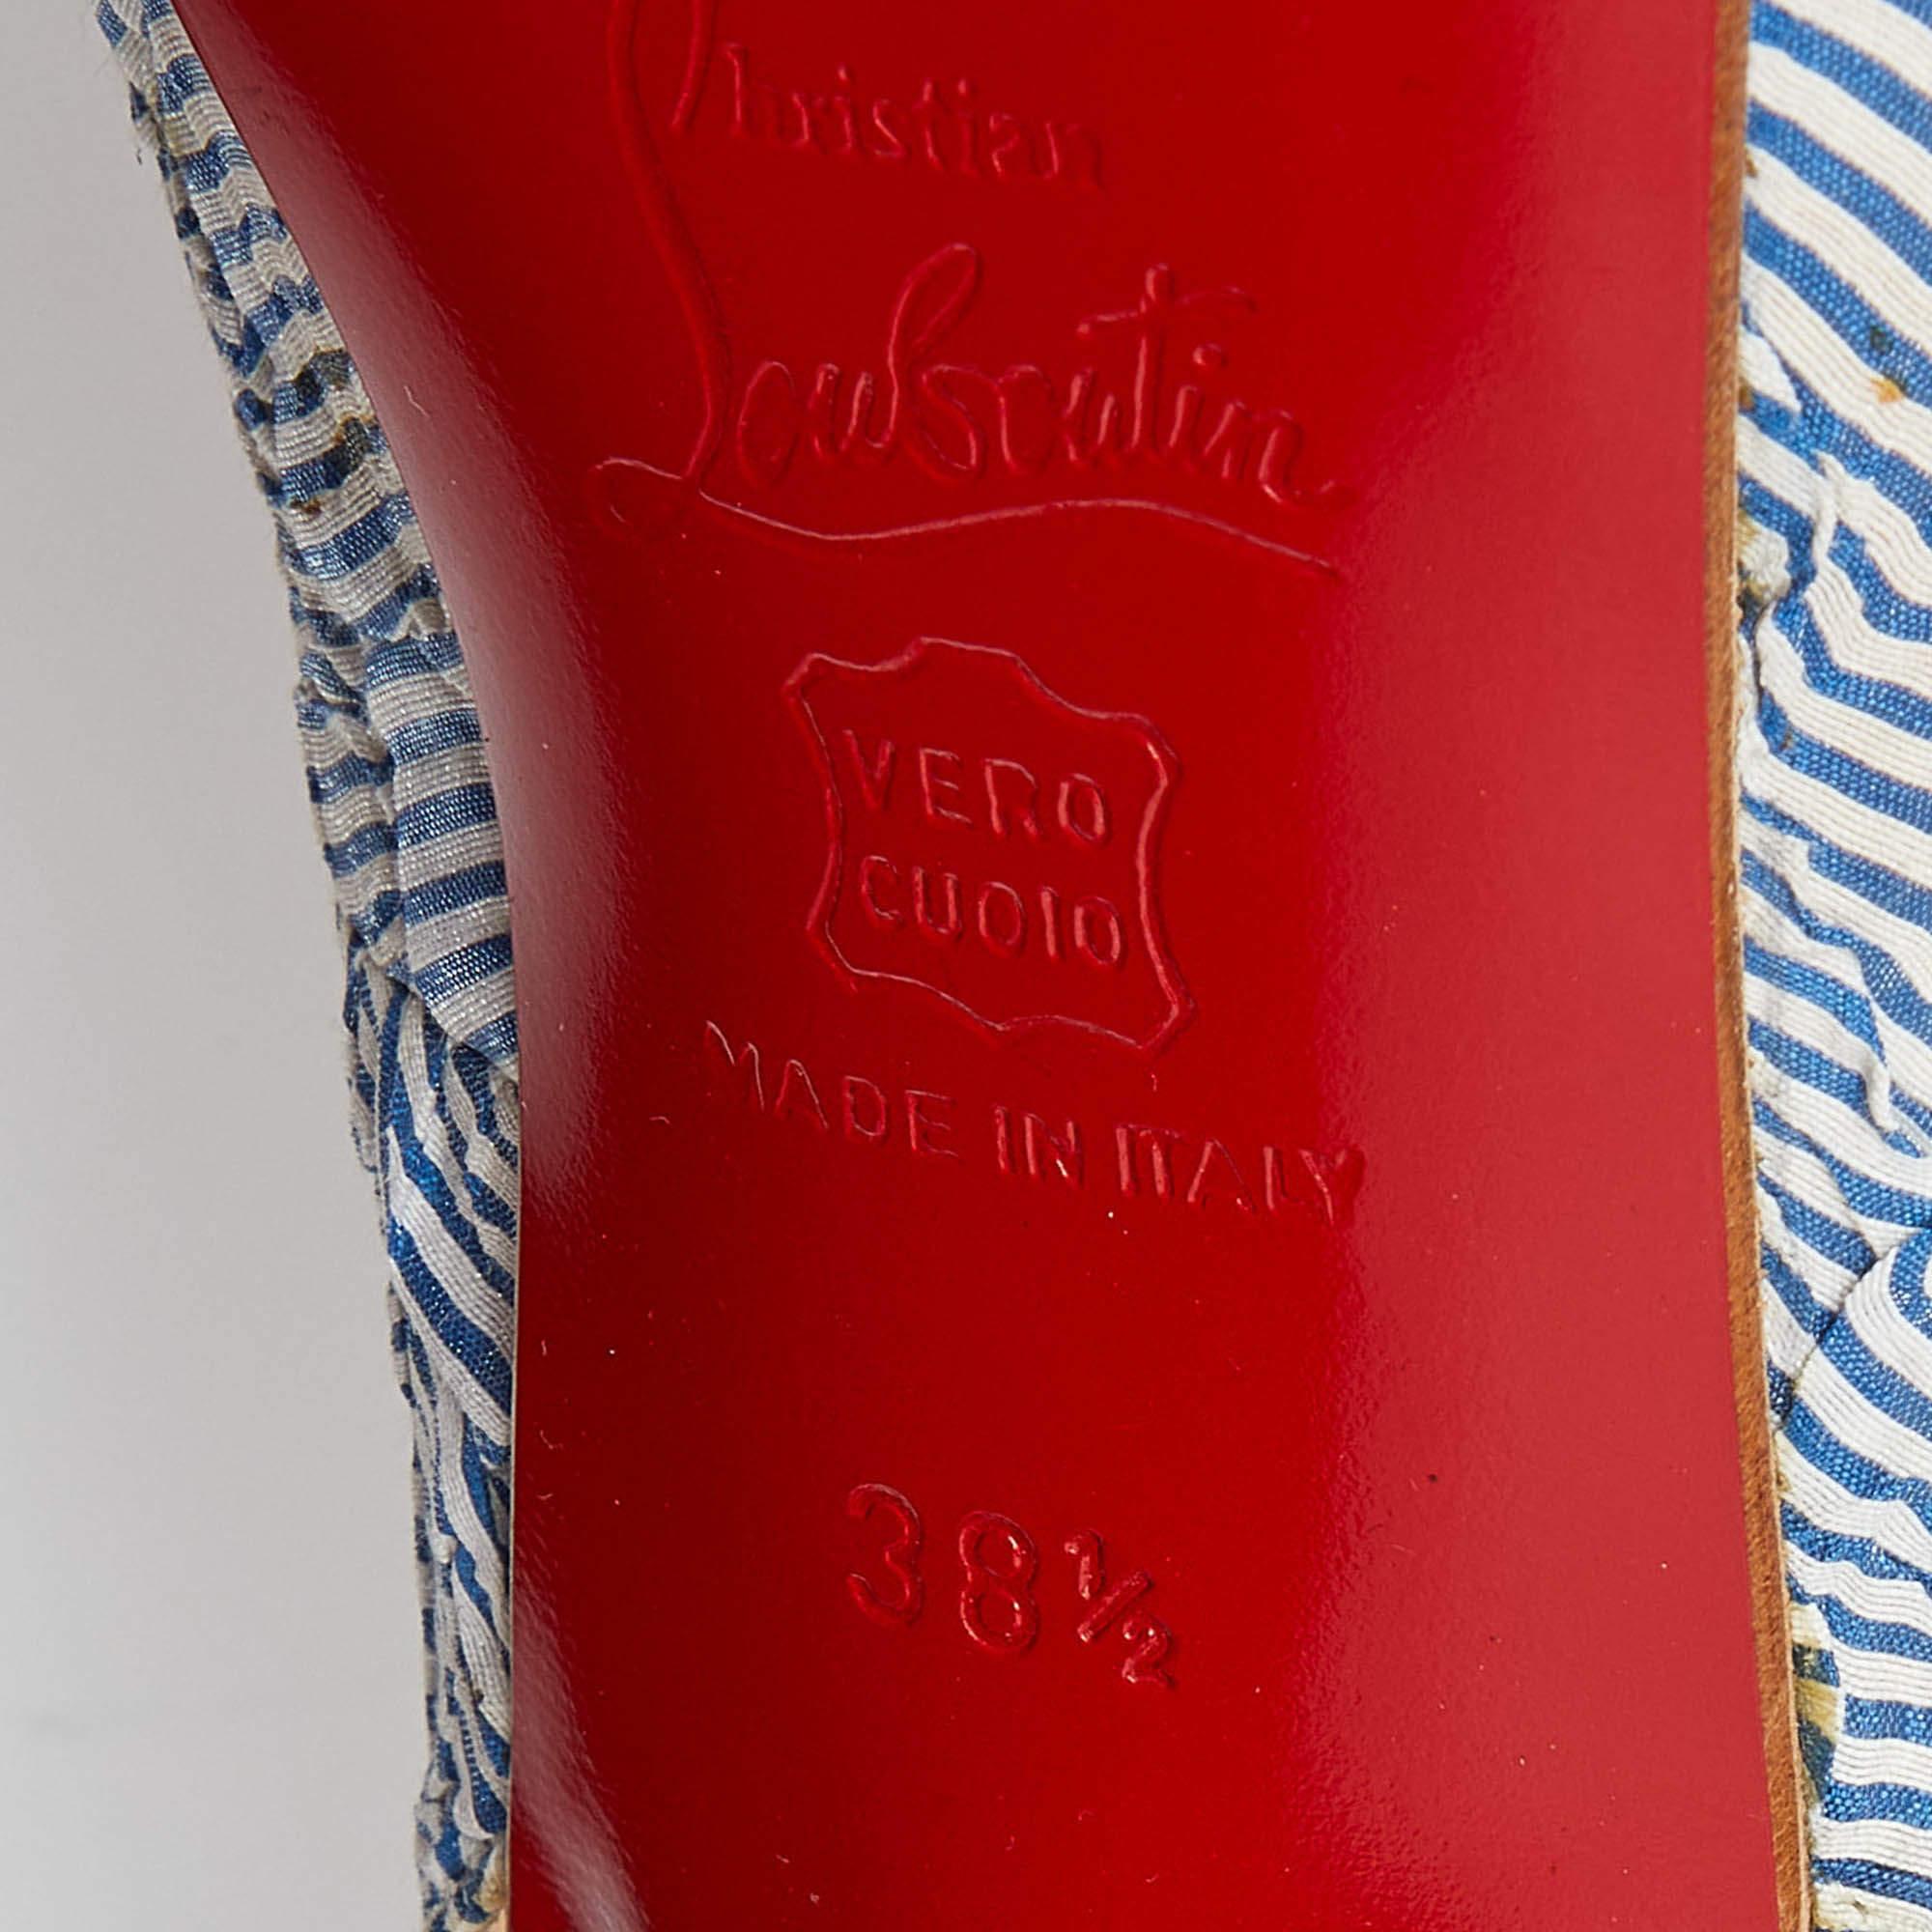 Christian
Louboutin
VERO
CUOIO
MADE IN ITALY
38½